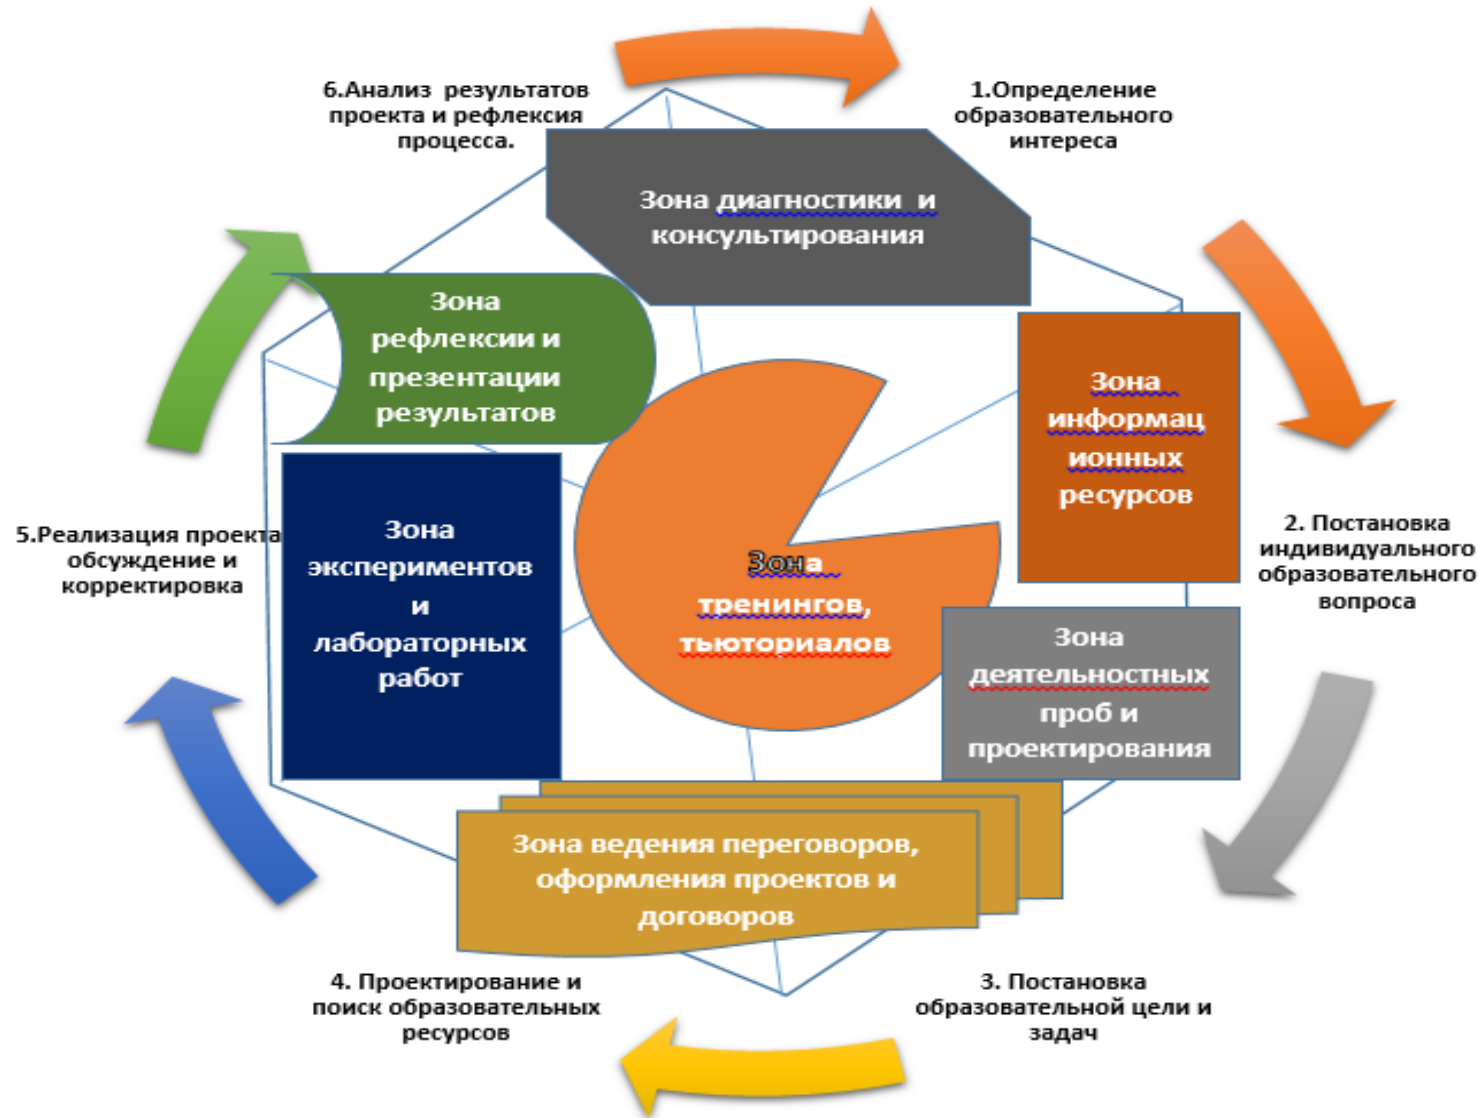 6.Анализ  результатов
проекта и рефлексия
процесса.
1.Определение
образовательного
интереса
Зона диагностики  и
консультирования
Зона
рефлексии и
презентации
результатов
Зона
информац
ионных
ресурсов
Зона
экспериментов
и
лабораторных
работ
Зона
тренингов,
тьюториалов
2. Постановка
индивидуального
образовательного
вопроса
5.Реализация проекта
обсуждение и
корректировка
Зона
деятельностных
проб и
проектирования
Зона ведения переговоров,
оформления проектов и
договоров
4. Проектирование и
поиск образовательных
ресурсов
3. Постановка
образовательной цели и
задач